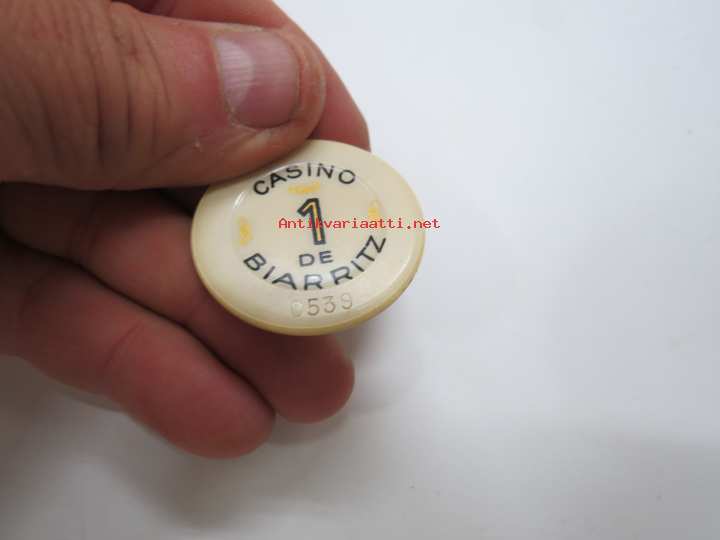 CASINO
1
Antikvariaatti.net
DE
BIARRITZ
0539